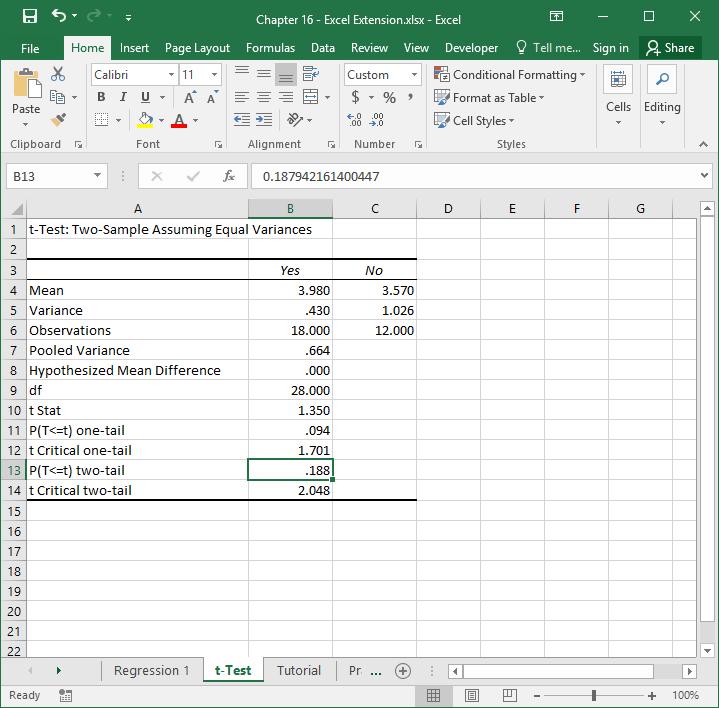 Chapter 16 - Excel Extension.xlsx - Excel
File Home Insert Page Layout Formulas Data Review View Developer Tell me... Sign in Share
Paste
Calibri 11
B I U A A
A
Custom
$ % ,
.0 .00
.00 .0
Conditional Formatting
Format as Table
Cell Styles
Cells Editing
Clipboard Font Alignment Number Styles
B13 fx 0.187942161400447
A B C D E F G
1 t-Test: Two-Sample Assuming Equal Variances
2
3 Yes No
4 Mean 3.980 3.570
5 Variance .430 1.026
6 Observations 18.000 12.000
7 Pooled Variance .664
8 Hypothesized Mean Difference .000
9 df 28.000
10 t Stat 1.350
11 P(T<=t) one-tail .094
12 t Critical one-tail 1.701
13 P(T<=t) two-tail .188
14 t Critical two-tail 2.048
15
16
17
18
19
20
21
22
Regression 1 t-Test Tutorial Pr ...
Ready 100%